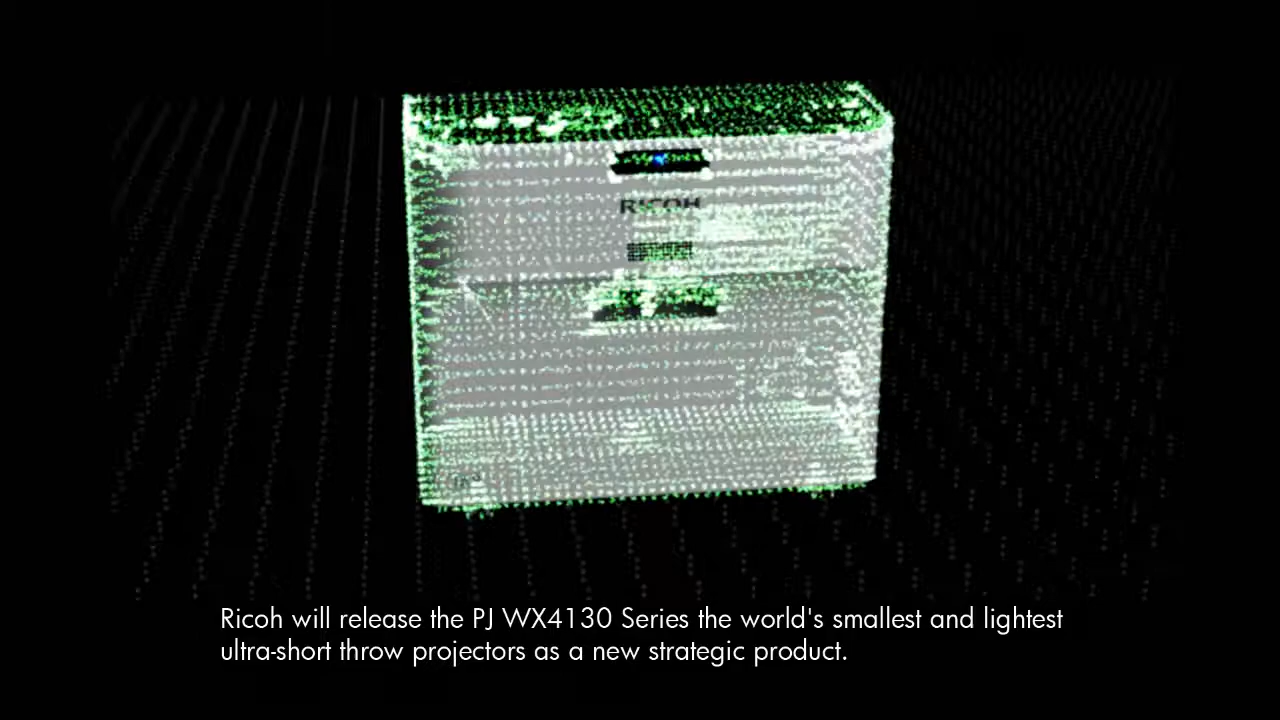 RICOH
Ricoh will release the PJ WX4130 Series the world's smallest and lightest
ultra-short throw projectors as a new strategic product.